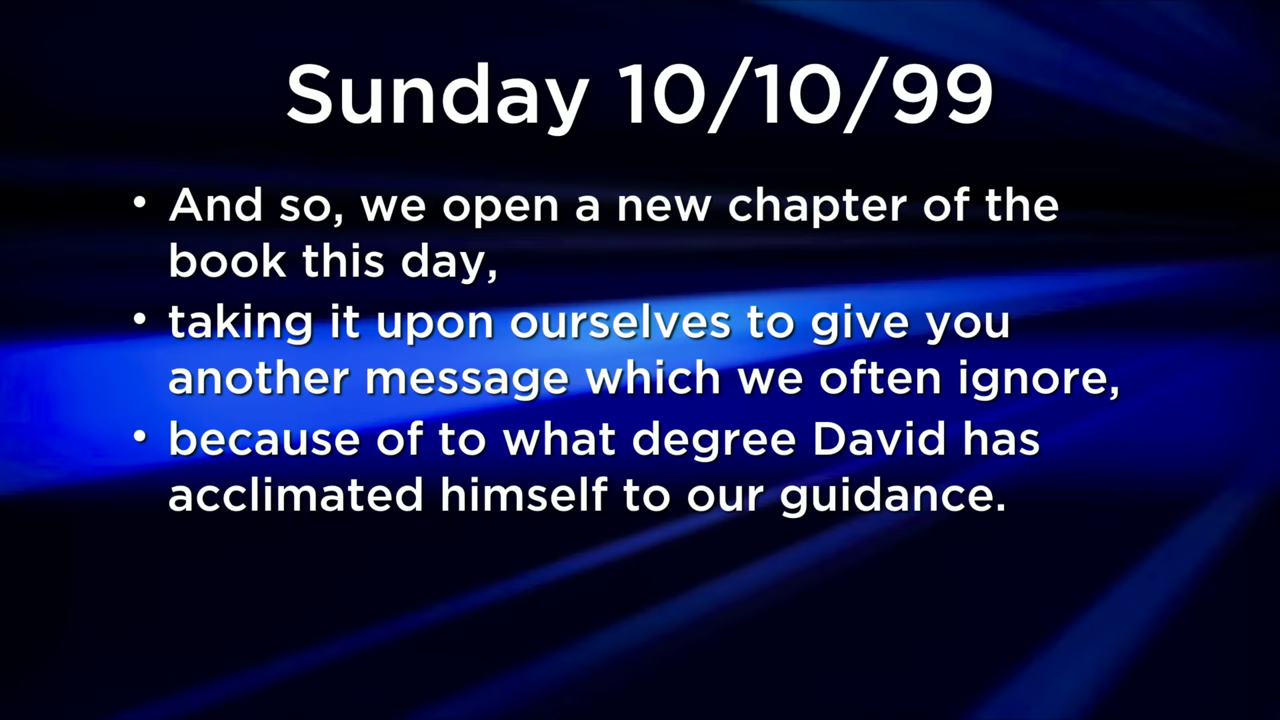 Sunday 10/10/99
• And so, we open a new chapter of the
book this day,
• taking it upon ourselves to give you
another message which we often ignore,
• because of to what degree David has
acclimated himself to our guidance.